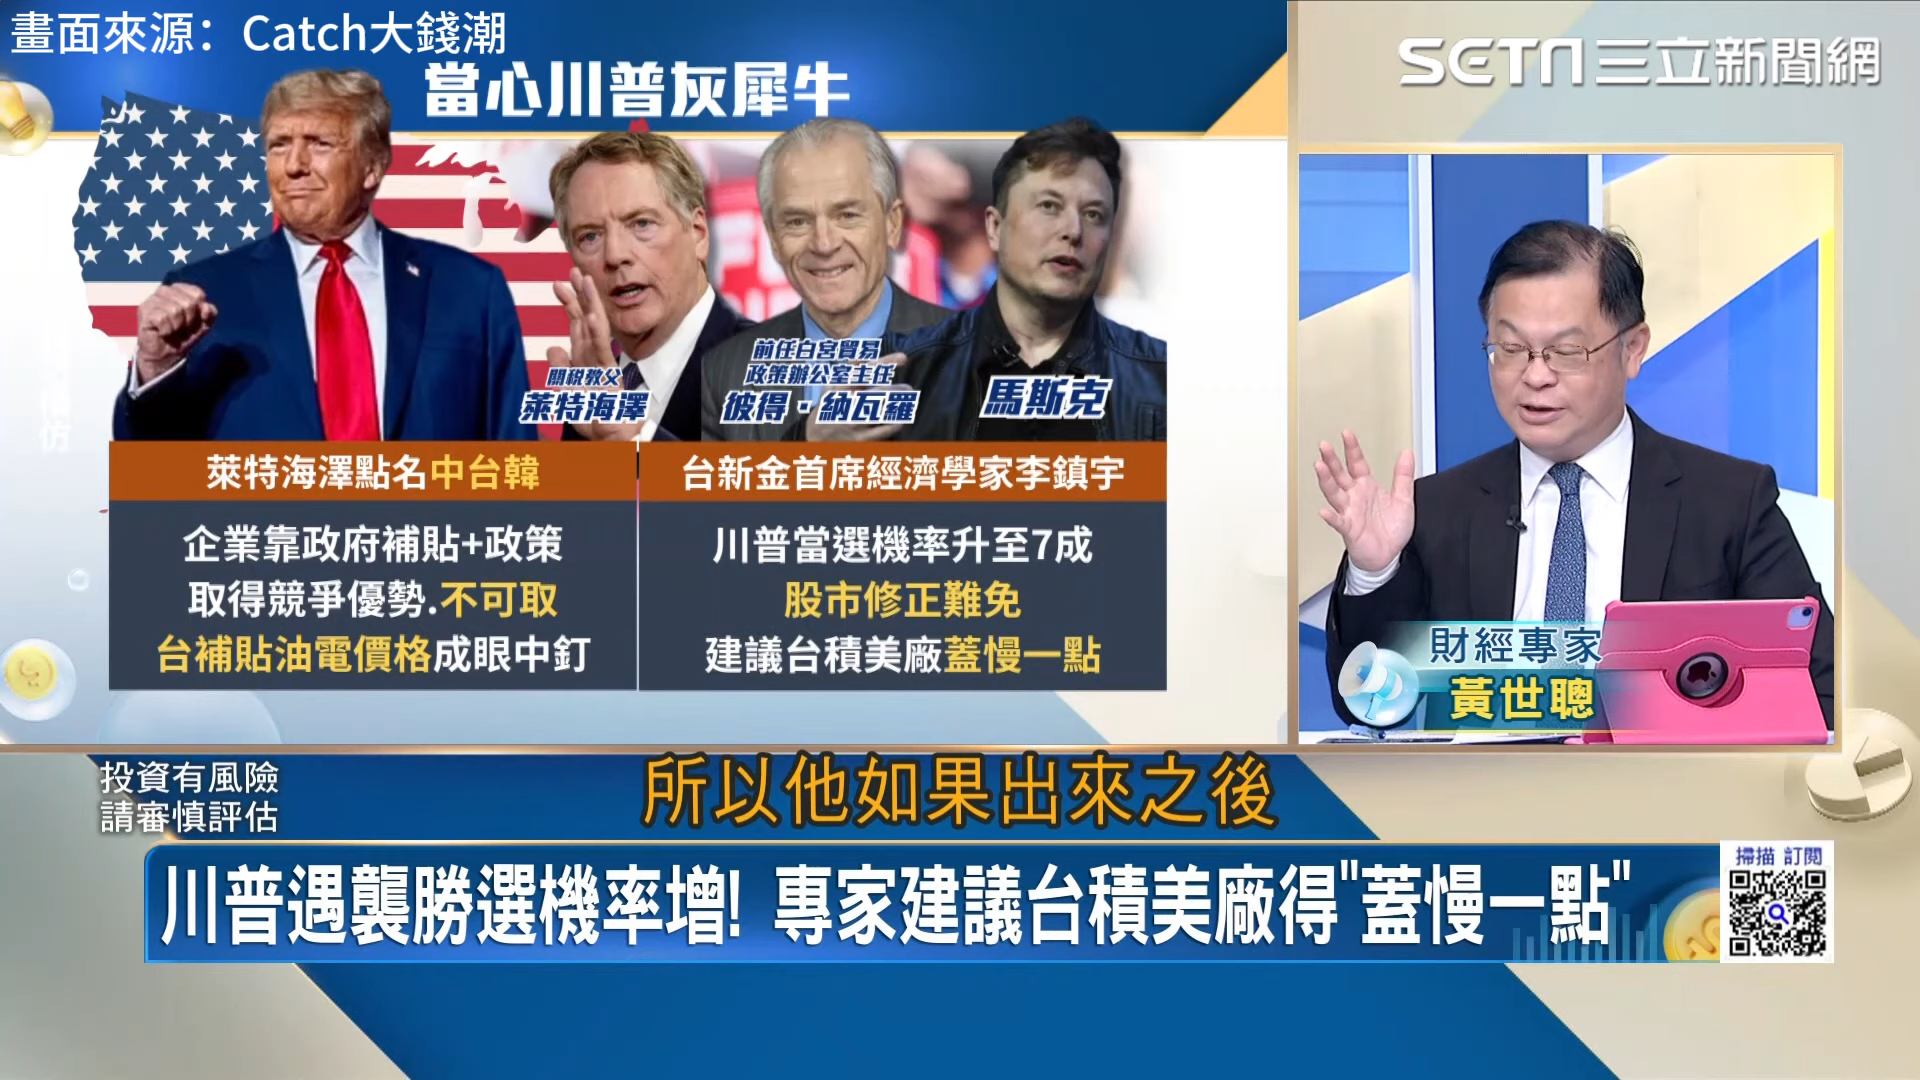 畫面來源：Catch大錢潮
當心川普灰犀牛
SETN三立新聞網
關稅教父
萊特海澤
前任白宮貿易
政策辦公室主任
彼得·納瓦羅
馬斯克
萊特海澤點名中台韓
企業靠政府補貼+政策
取得競爭優勢.不可取
台補貼油電價格成眼中釘
台新金首席經濟學家李鎮宇
川普當選機率升至7成
股市修正難免
建議台積美廠蓋慢一點
財經專家
黃世聰
投資有風險
請審慎評估
所以他如果出來之後
川普遇襲勝選機率增! 專家建議台積美廠得"蓋慢一點"
掃描 訂閱